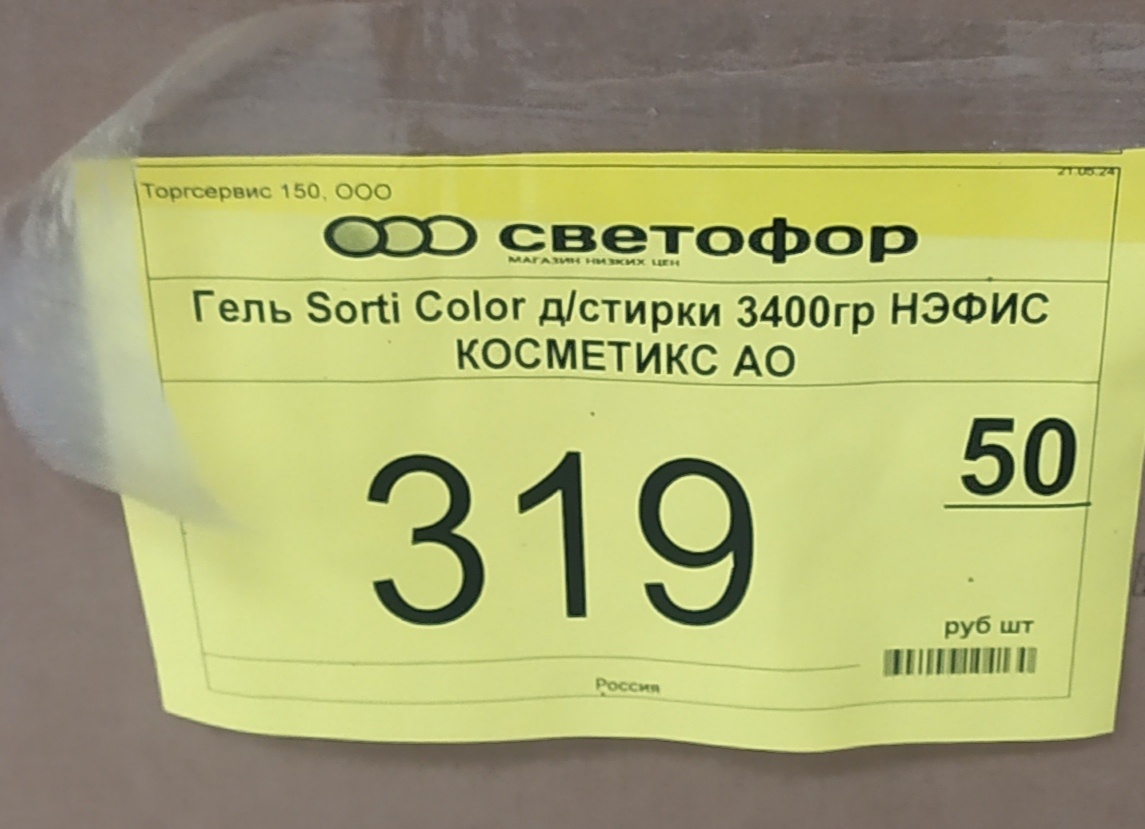 21.05.24
Торгсервис 150, ООО
светофор
МАГАЗИН НИЗКИХ ЦЕН
Гель Sorti Color д/стирки 3400гр НЭФИС
КОСМЕТИКС АО
319 50
руб шт
Россия